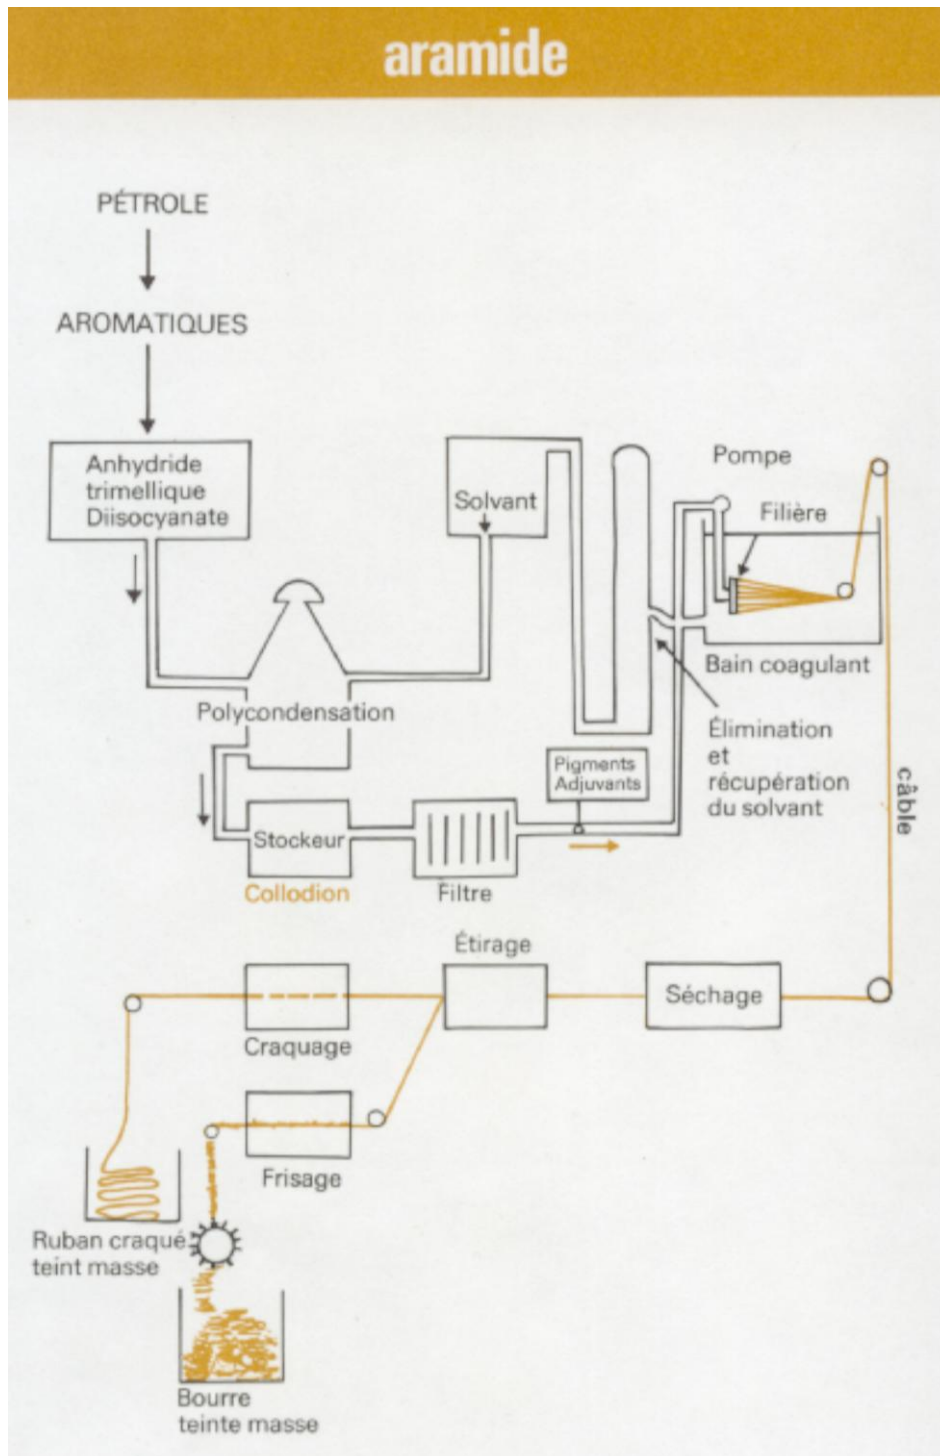 aramide
PÉTROLE
AROMATIQUES
Anhydride
trimellique
Diisocyanate
Solvant
Pompe
Filière
Bain coagulant
Polycondensation
Élimination
et
récupération
du solvant
Pigments
Adjuvants
câble
Stockeur
Collodion
Filtre
Étirage
Séchage
Craquage
Frisage
Ruban craqué
teint masse
Bourre
teinte masse